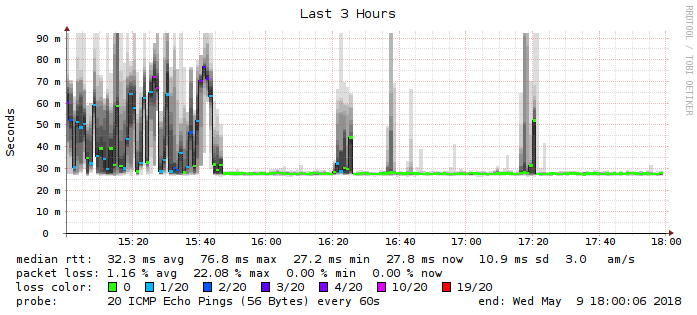 Last 3 Hours
RRDTOOL / TOBI OETIKER
Seconds
90 m
80 m
70 m
60 m
50 m
40 m
30 m
20 m
10 m
0
15:20 15:40 16:00 16:20 16:40 17:00 17:20 17:40 18:00
median rtt: 32.3 ms avg 76.8 ms max 27.2 ms min 27.8 ms now 10.9 ms sd 3.0 am/s
packet loss: 1.16 % avg 22.08 % max 0.00 % min 0.00 % now
loss color: 0 1/20 2/20 3/20 4/20 10/20 19/20
probe: 20 ICMP Echo Pings (56 Bytes) every 60s end: Wed May 9 18:00:06 2018